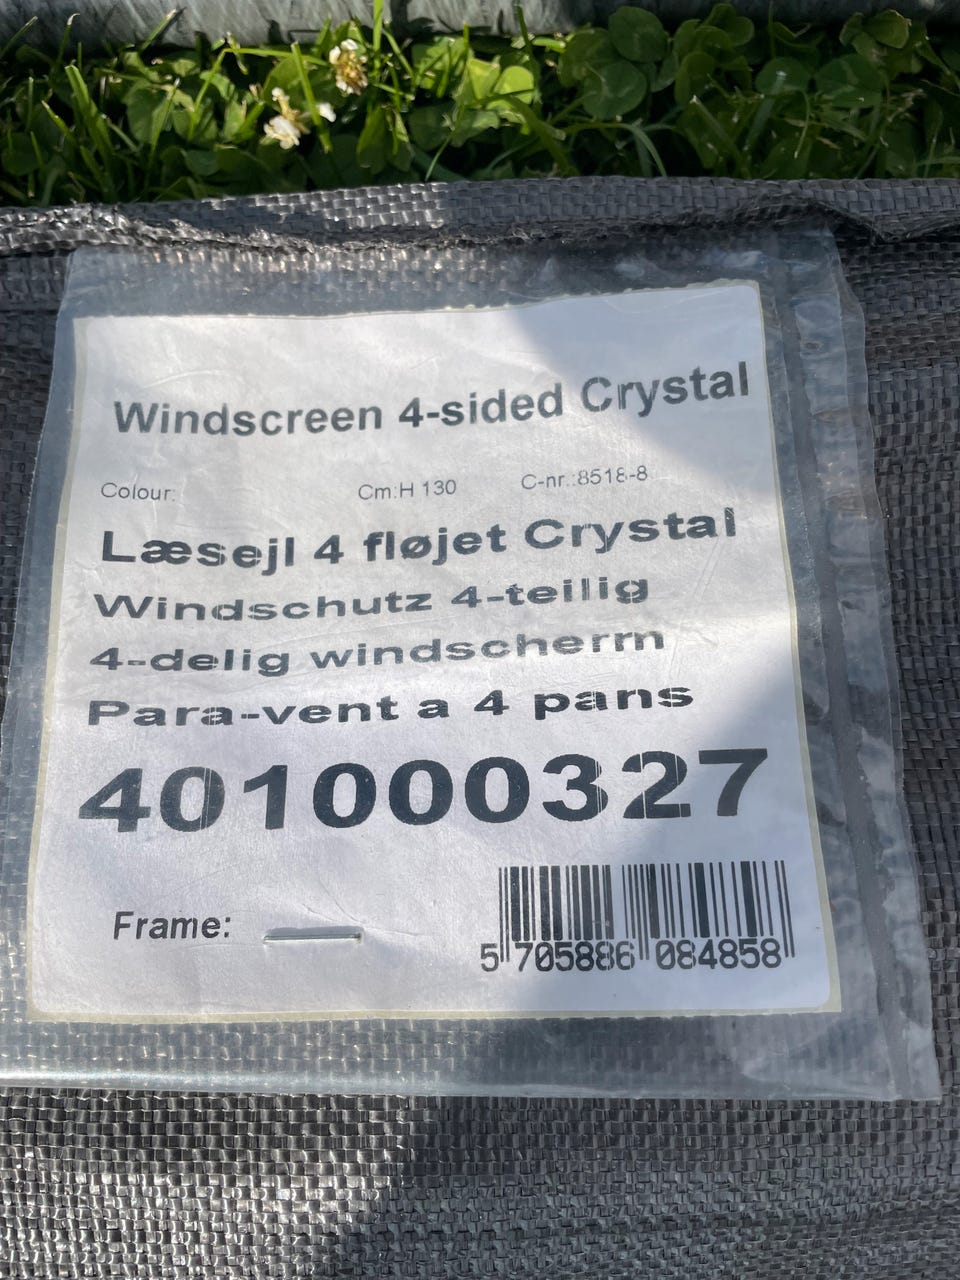 Windscreen 4-sided Crystal
Colour: Cm:H 130 C-nr.:8518-8
Læsejl 4 fløjet Crystal
Windschutz 4-teilig
4-delig windscherm
Para-vent a 4 pans
401000327
Frame:
5 705886 084858